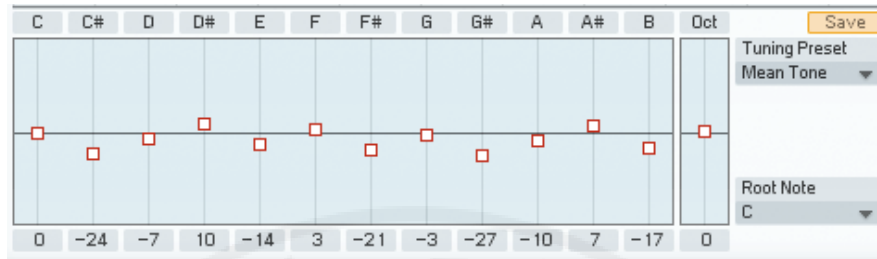 C C# D D# E F F# G G# A A# B Oct Save
Tuning Preset
Mean Tone
Root Note
C
0 -24 -7 10 -14 3 -21 -3 -27 -10 7 -17 0